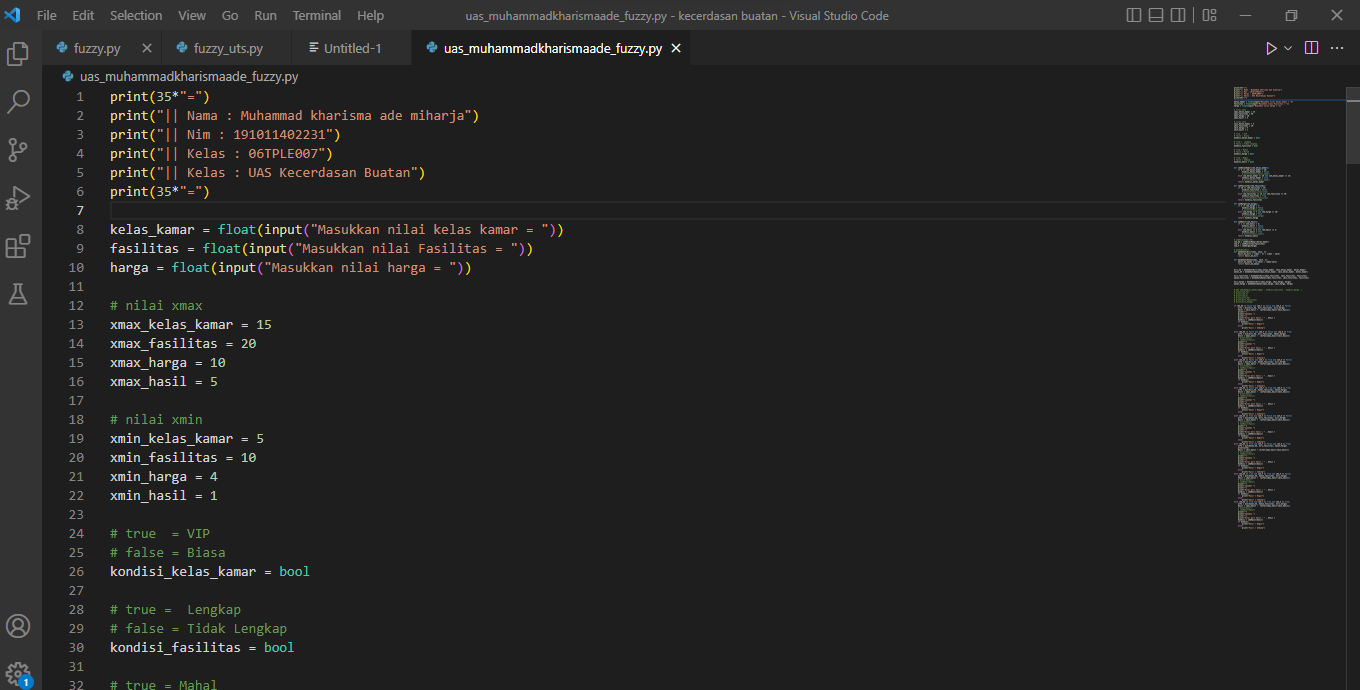 File Edit Selection View Go Run Terminal Help uas_muhammadkharismaade_fuzzy.py - kecerdasan buatan - Visual Studio Code
fuzzy.py fuzzy_uts.py Untitled-1 uas_muhammadkharismaade_fuzzy.py
uas_muhammadkharismaade_fuzzy.py
1 print(35*"=")
2 print("|| Nama : Muhammad kharisma ade miharja")
3 print("|| Nim : 191011402231")
4 print("|| Kelas : 06TPLE007")
5 print("|| Kelas : UAS Kecerdasan Buatan")
6 print(35*"=")
7
8 kelas_kamar = float(input("Masukkan nilai kelas kamar = "))
9 fasilitas = float(input("Masukkan nilai Fasilitas = "))
10 harga = float(input("Masukkan nilai harga = "))
11
12 # nilai xmax
13 xmax_kelas_kamar = 15
14 xmax_fasilitas = 20
15 xmax_harga = 10
16 xmax_hasil = 5
17
18 # nilai xmin
19 xmin_kelas_kamar = 5
20 xmin_fasilitas = 10
21 xmin_harga = 4
22 xmin_hasil = 1
23
24 # true  = VIP
25 # false = Biasa
26 kondisi_kelas_kamar = bool
27
28 # true =  Lengkap
29 # false = Tidak Lengkap
30 kondisi_fasilitas = bool
31
32 # true = Mahal
1